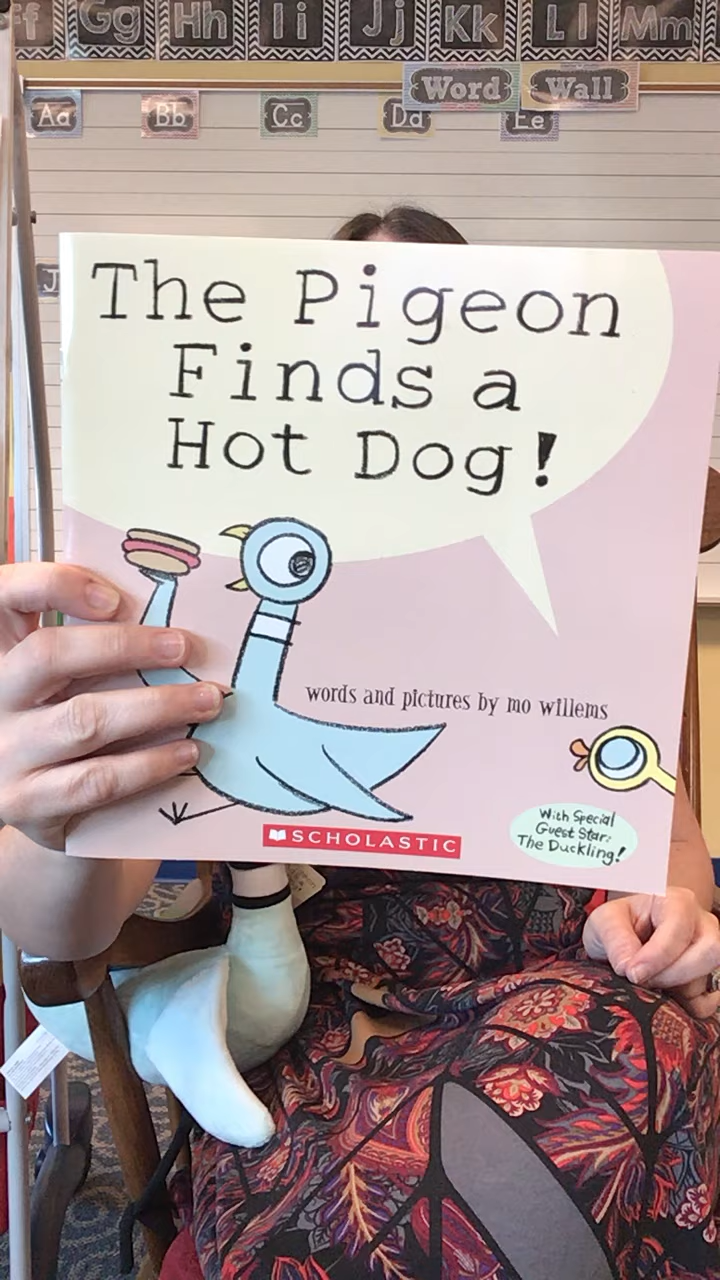 Ff Gg Hh Ii Jj Kk Ll Mm
Word Wall
Aa Bb Cc Dd Ee
J
The Pigeon
Finds a
Hot Dog!
words and pictures by mo willems
With Special
Guest Star:
The Duckling!
SCHOLASTIC